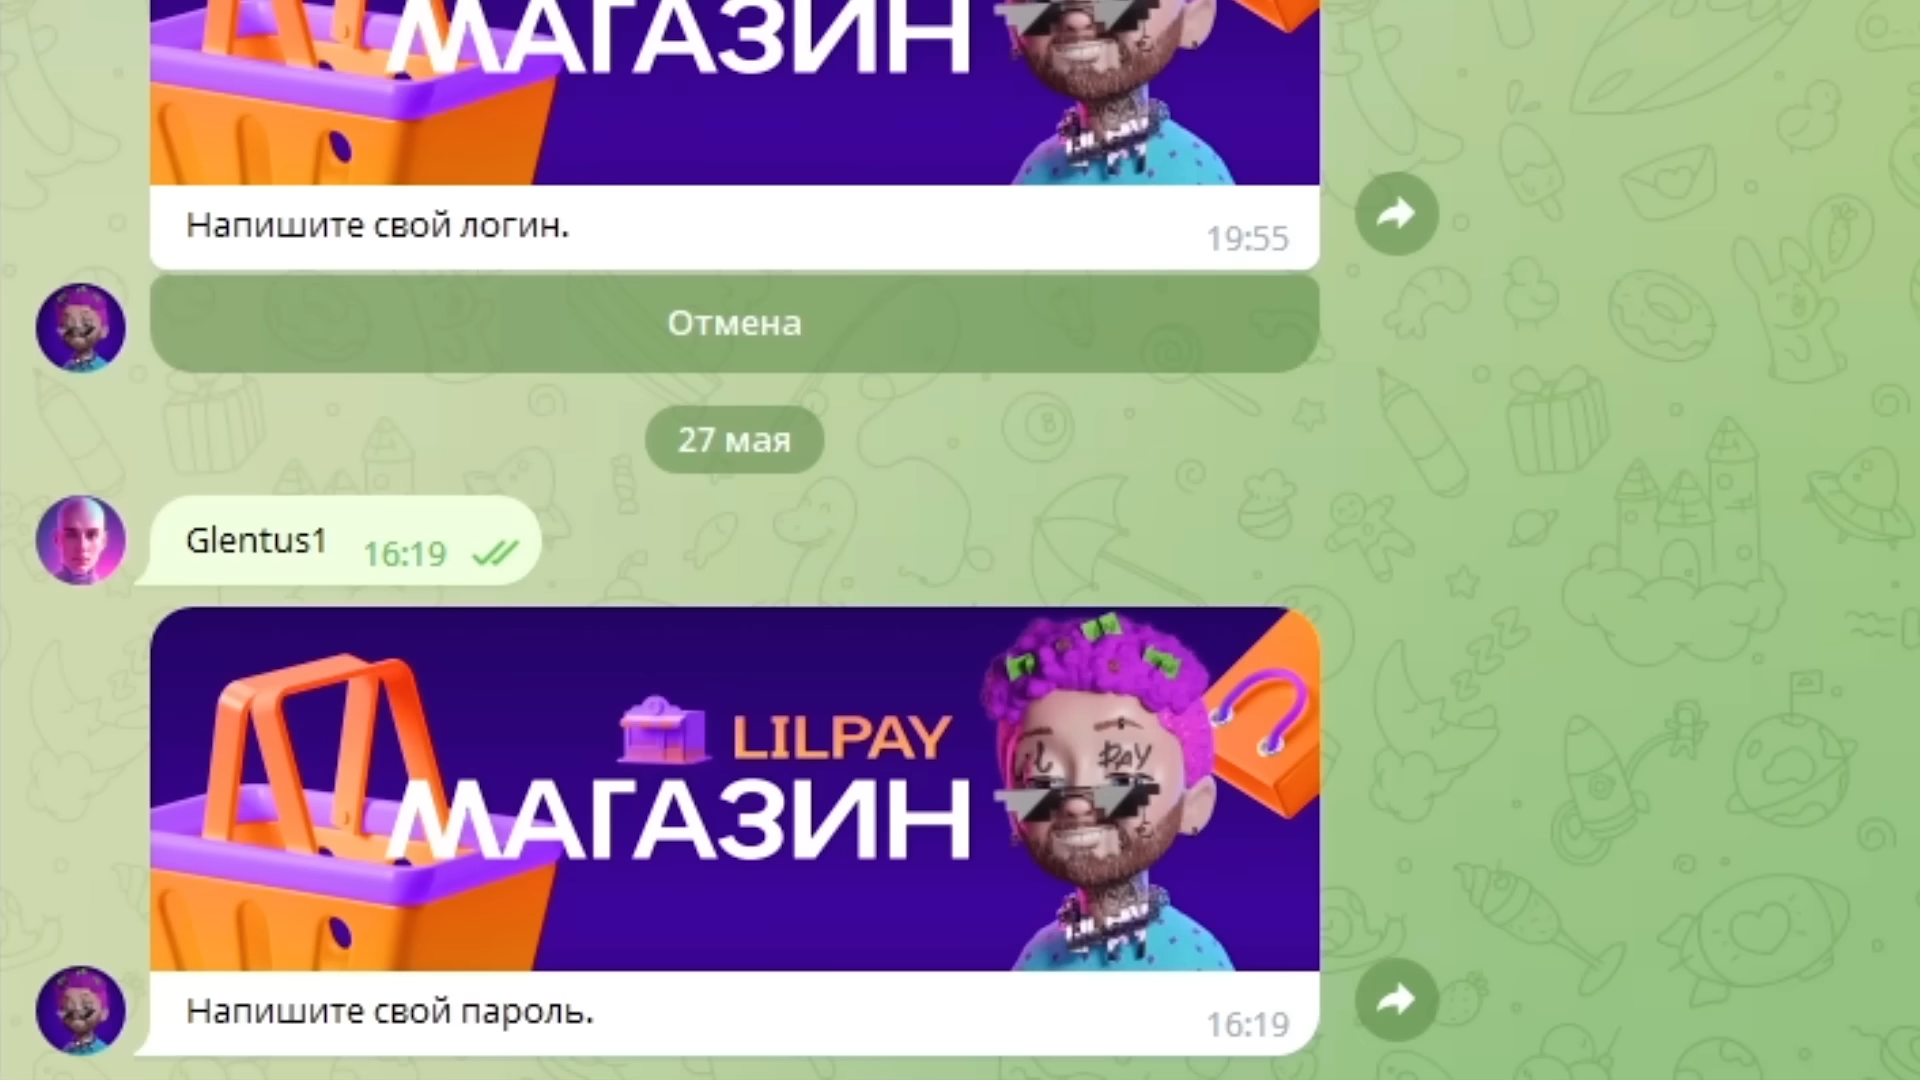 МАГАЗИН
Напишите свой логин.
19:55
Отмена
27 мая
Glentus1 16:19
LILPAY
МАГАЗИН
Напишите свой пароль.
16:19